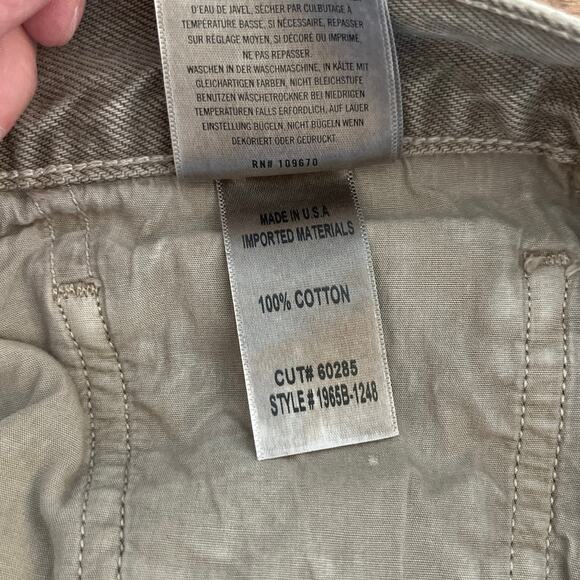 D'EAU DE JAVEL, SÉCHER PAR CULBUTAGE A
TEMPÉRATURE BASSE, SI NÉCESSAIRE, REPASSER
SUR RÉGLAGE MOYEN, SI DÉCORÉ OU IMPRIME,
NE PAS REPASSER.
WASCHEN IN DER WASCHMASCHINE, IN KÄLTE MIT
GLEICHARTIGEN FARBEN, NICHT BLEICHSTUFE
BENUTZEN WÄSCHETROCKNER BEI NIEDRIGEN
TEMPERATUREN FALLS ERFORDLICH, AUF LAUER
EINSTELLUNG BÜGELN, NICHT BÜGELN WENN
DEKORIERT ODER GEDRUCKT.
RN# 109670
MADE IN U.S.A
IMPORTED MATERIALS
100% COTTON
CUT# 60285
STYLE# 1965B-1248